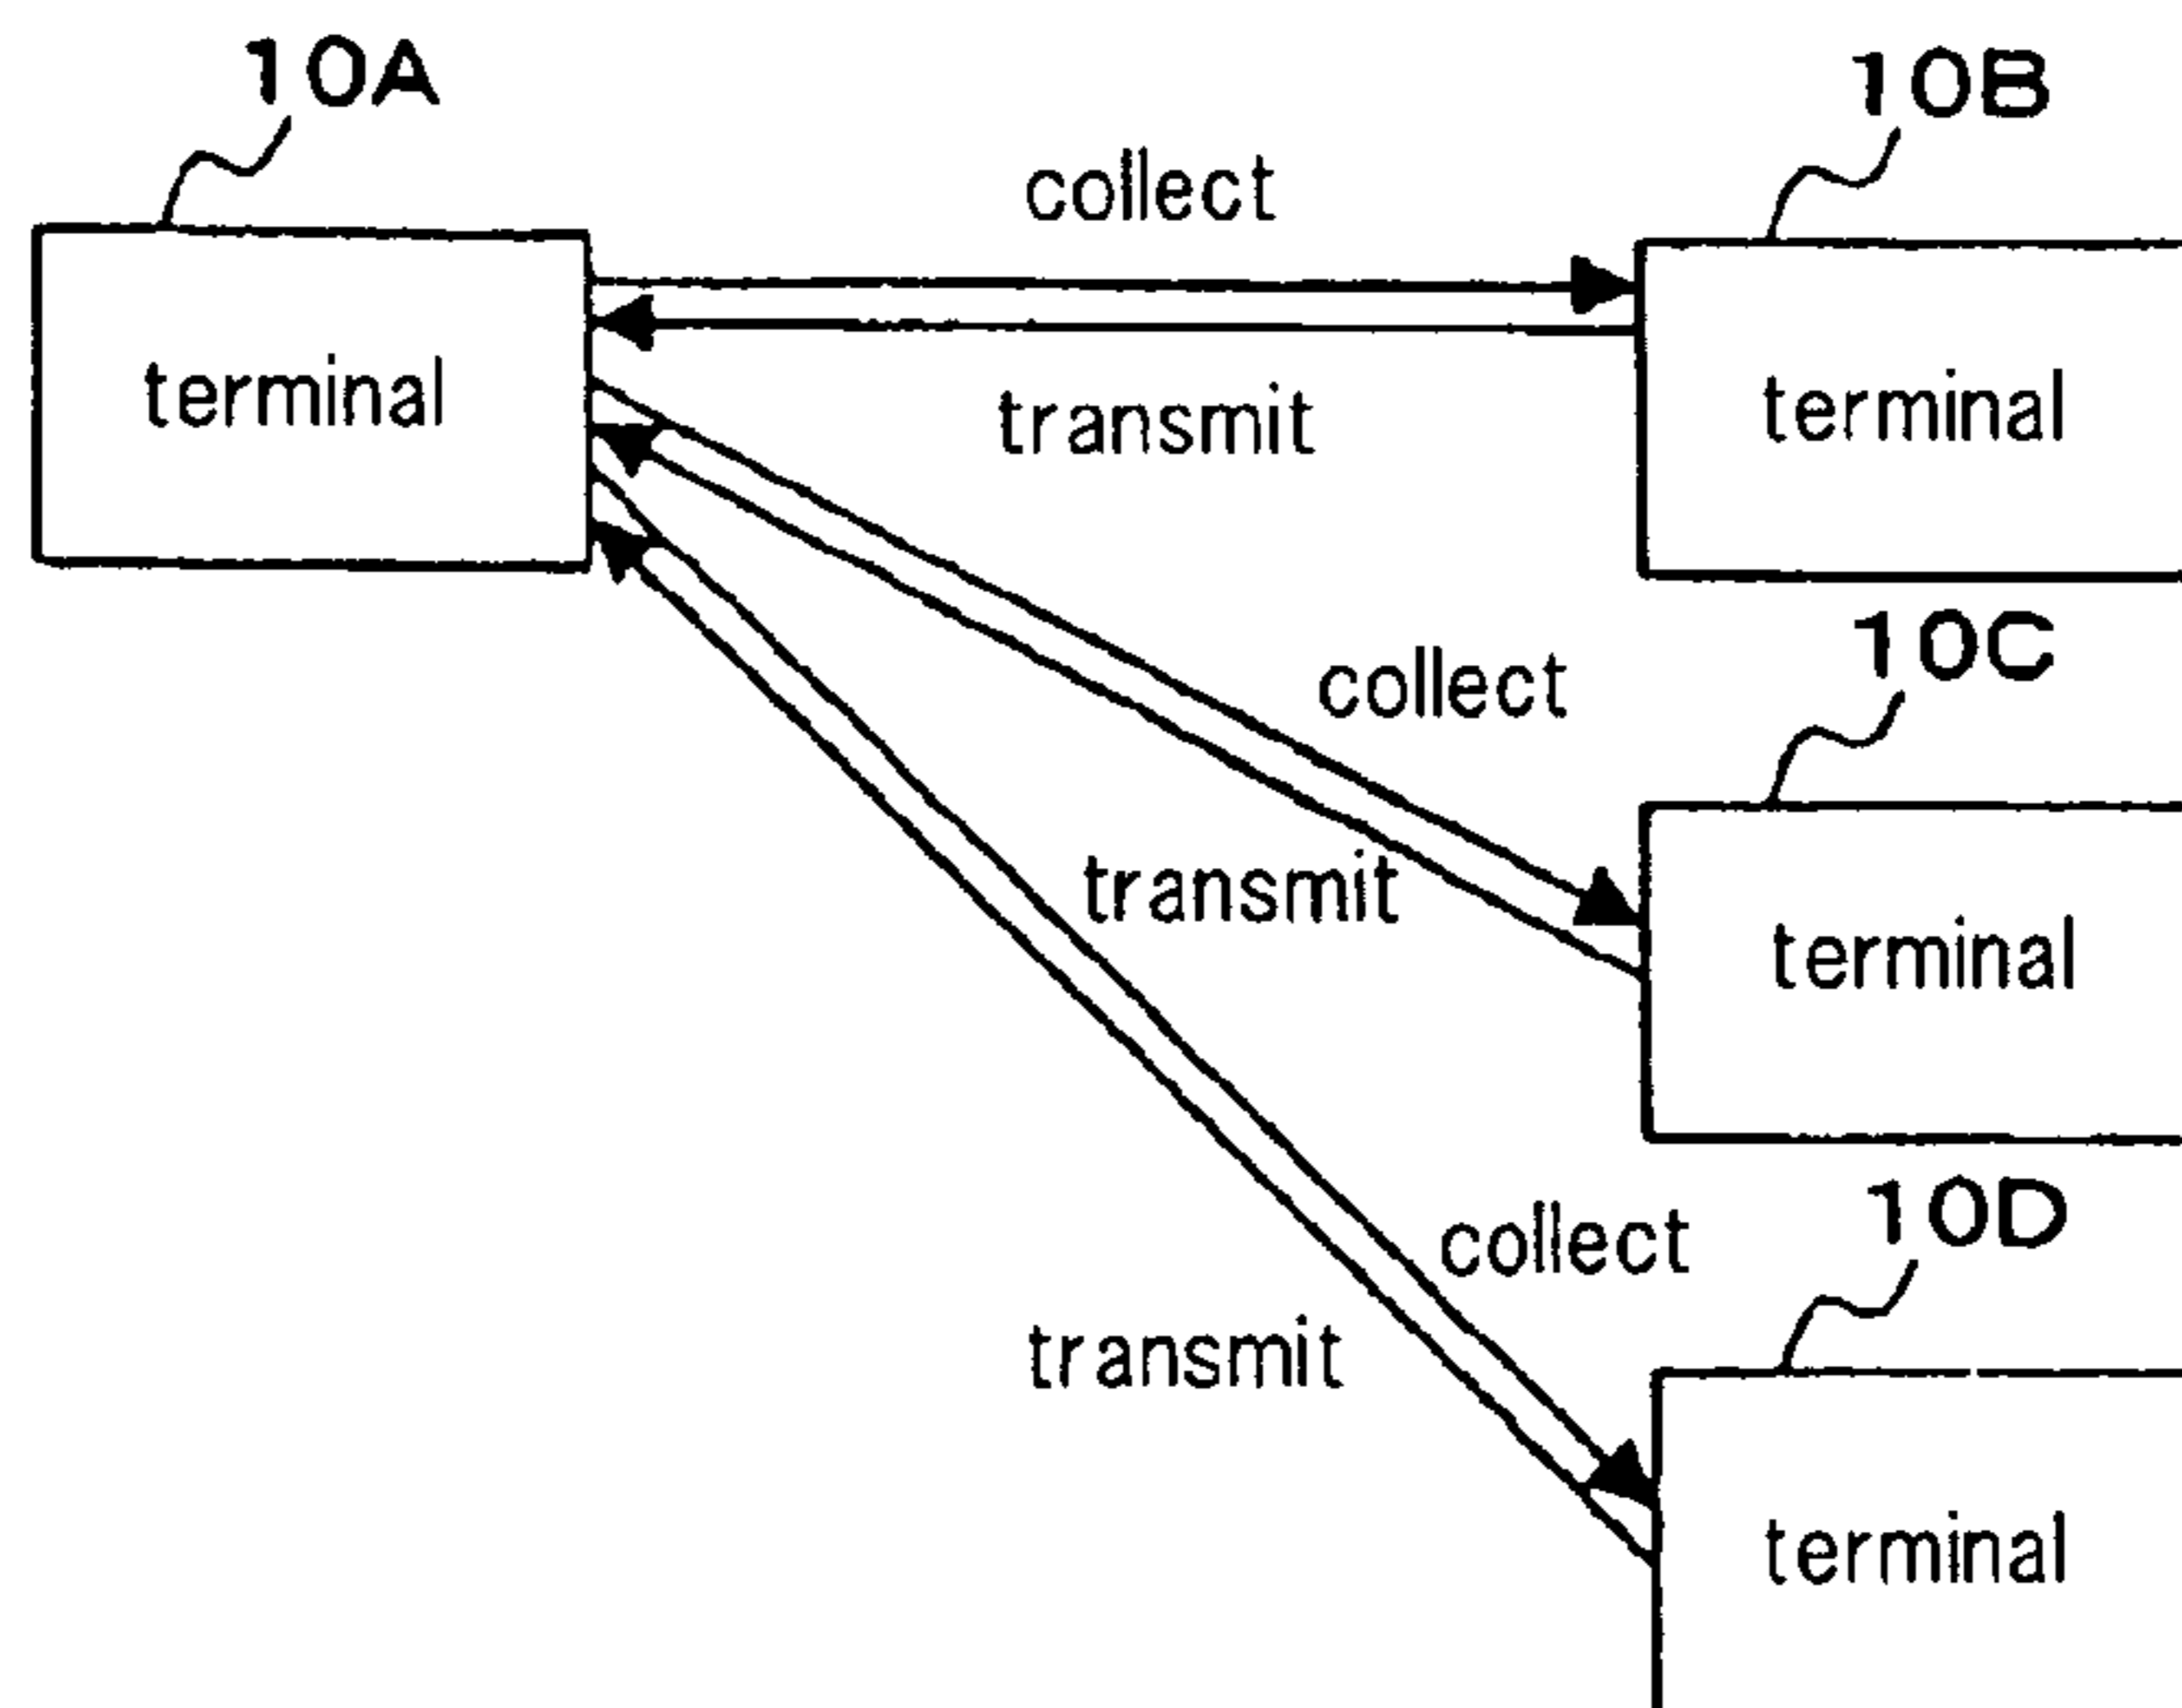 10A
10B
collect
terminal
transmit
terminal
10C
collect
transmit
terminal
10D
collect
transmit
terminal